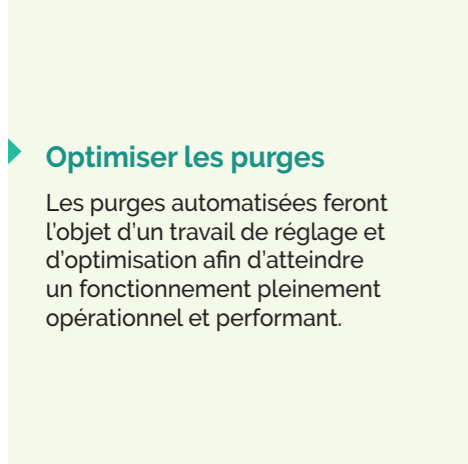 Optimiser les purges
Les purges automatisées feront
l’objet d’un travail de réglage et
d’optimisation afin d’atteindre
un fonctionnement pleinement
opérationnel et performant.